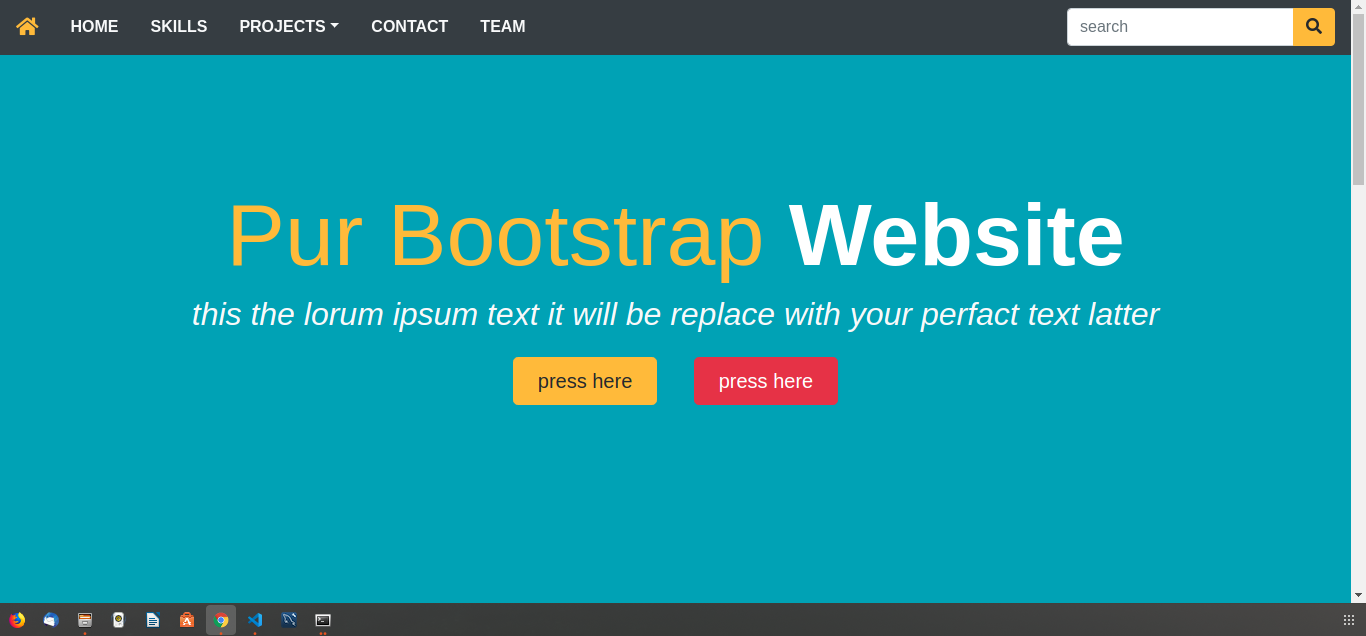 HOME SKILLS PROJECTS CONTACT TEAM search
Pur Bootstrap Website
this the lorum ipsum text it will be replace with your perfect text latter
press here press here